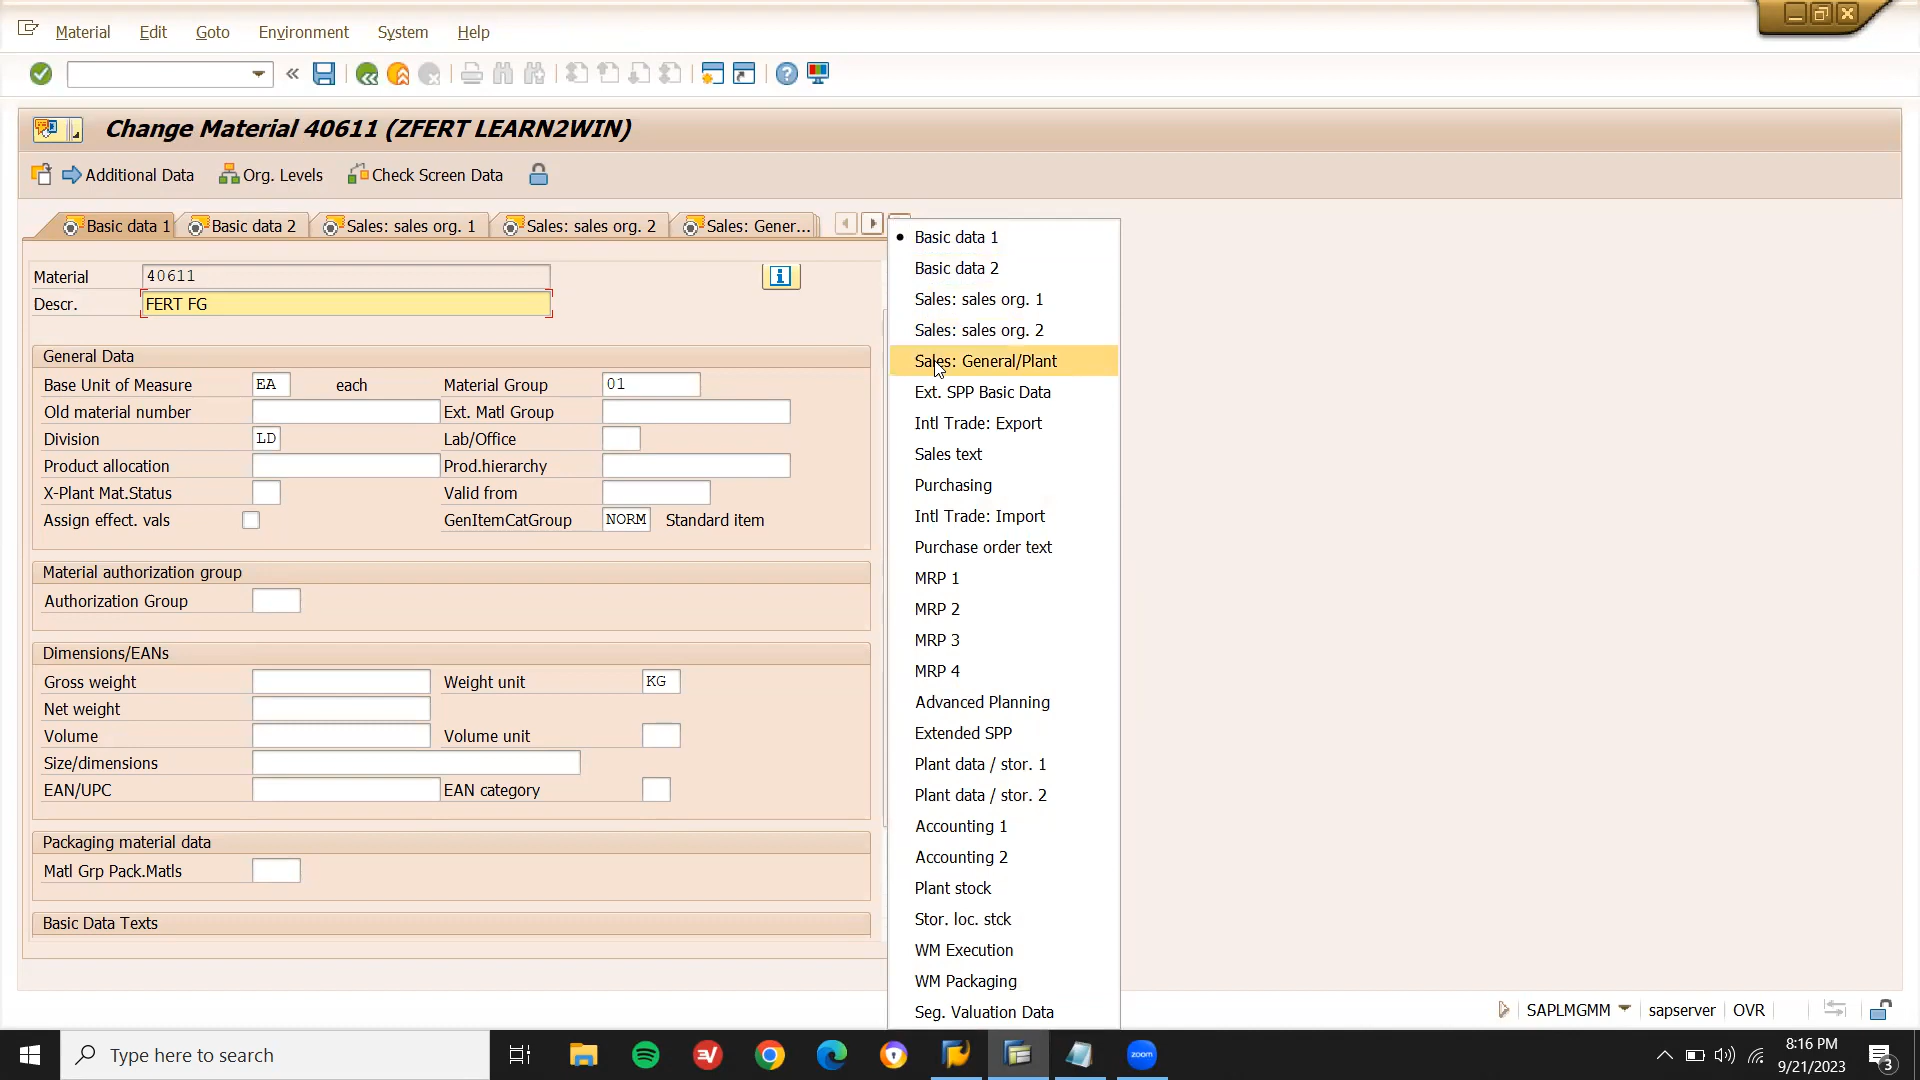 Material Edit Goto Environment System Help
Change Material 40611 (ZFERT LEARN2WIN)
Additional Data Org. Levels Check Screen Data
Basic data 1 Basic data 2 Sales: sales org. 1 Sales: sales org. 2 Sales: Gener...
Material 40611
Descr. FERT FG
General Data
Base Unit of Measure EA each Material Group 01
Old material number Ext. Matl Group
Division LD Lab/Office
Product allocation Prod.hierarchy
X-Plant Mat.Status Valid from
Assign effect. vals GenItemCatGroup NORM Standard item
Material authorization group
Authorization Group
Dimensions/EANs
Gross weight Weight unit KG
Net weight
Volume Volume unit
Size/dimensions
EAN/UPC EAN category
Packaging material data
Matl Grp Pack.Matls
Basic Data Texts
Basic data 1
Basic data 2
Sales: sales org. 1
Sales: sales org. 2
Sales: General/Plant
Ext. SPP Basic Data
Intl Trade: Export
Sales text
Purchasing
Intl Trade: Import
Purchase order text
MRP 1
MRP 2
MRP 3
MRP 4
Advanced Planning
Extended SPP
Plant data / stor. 1
Plant data / stor. 2
Accounting 1
Accounting 2
Plant stock
Stor. loc. stck
WM Execution
WM Packaging
Seg. Valuation Data
SAPLMGMM sapserver OVR
Type here to search
zoom
8:16 PM
9/21/2023
3